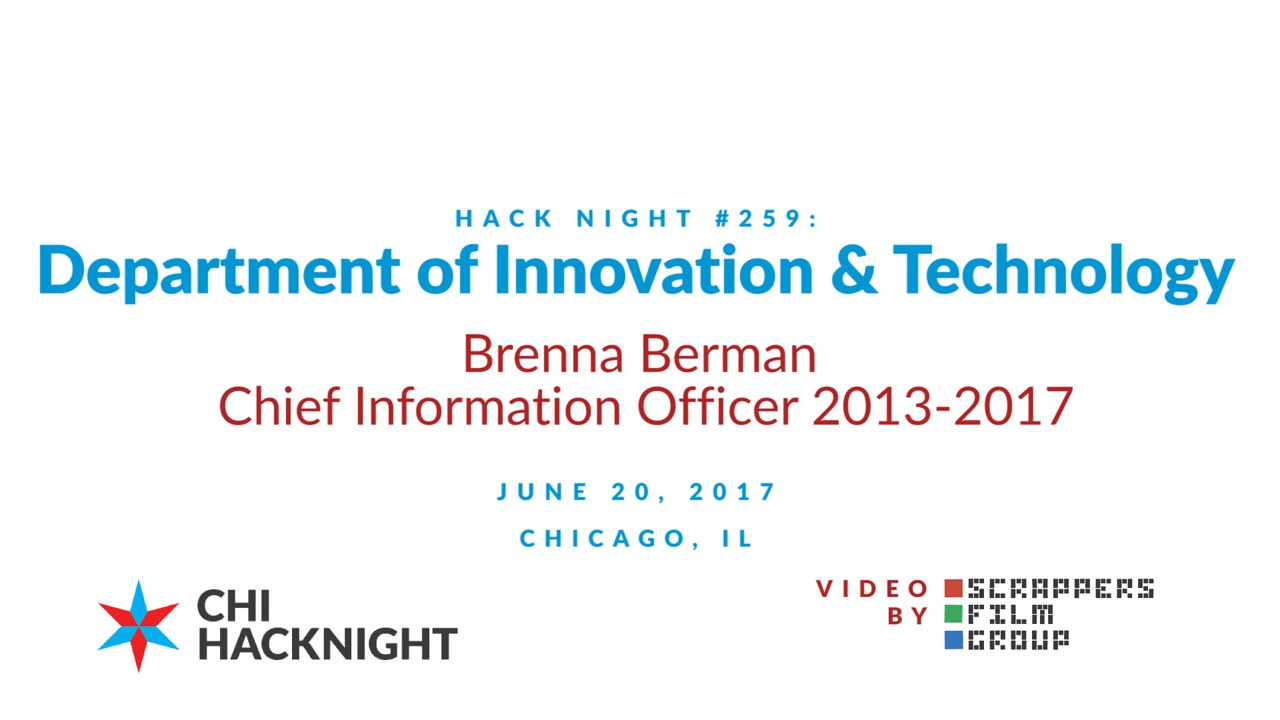 HACK NIGHT #259:
Department of Innovation & Technology
Brenna Berman
Chief Information Officer 2013-2017
JUNE 20, 2017
CHICAGO, IL
CHI
HACKNIGHT
VIDEO
BY
SCRAPPERS
FILM
GROUP